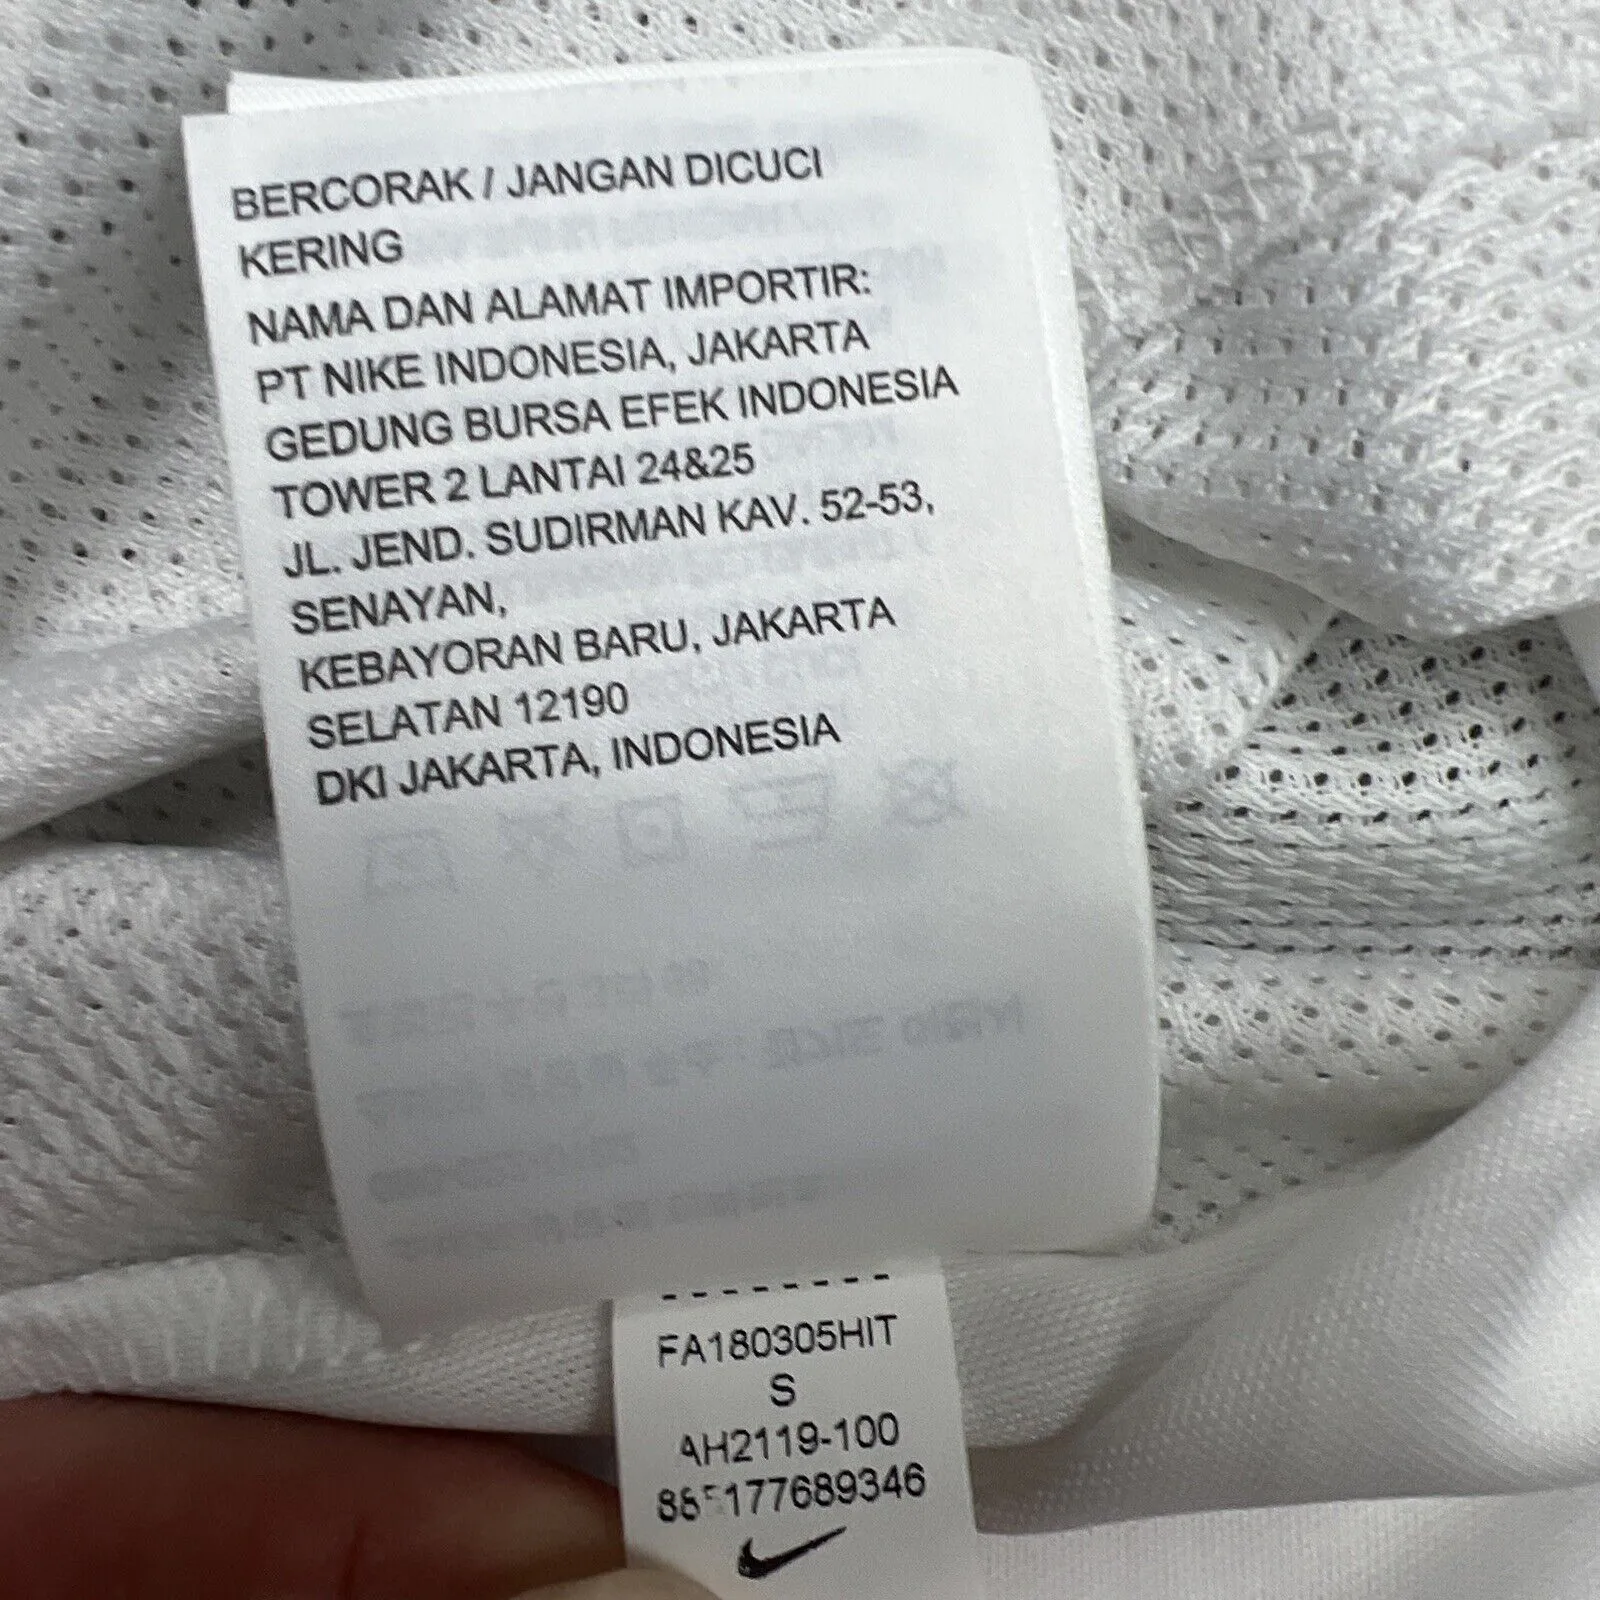 BERCORAK / JANGAN DICUCI
KERING
NAMA DAN ALAMAT IMPORTIR:
PT NIKE INDONESIA, JAKARTA
GEDUNG BURSA EFEK INDONESIA
TOWER 2 LANTAI 24&25
JL. JEND. SUDIRMAN KAV. 52-53,
SENAYAN,
KEBAYORAN BARU, JAKARTA
SELATAN 12190
DKI JAKARTA, INDONESIA
FA180305HIT
S
AH2119-100